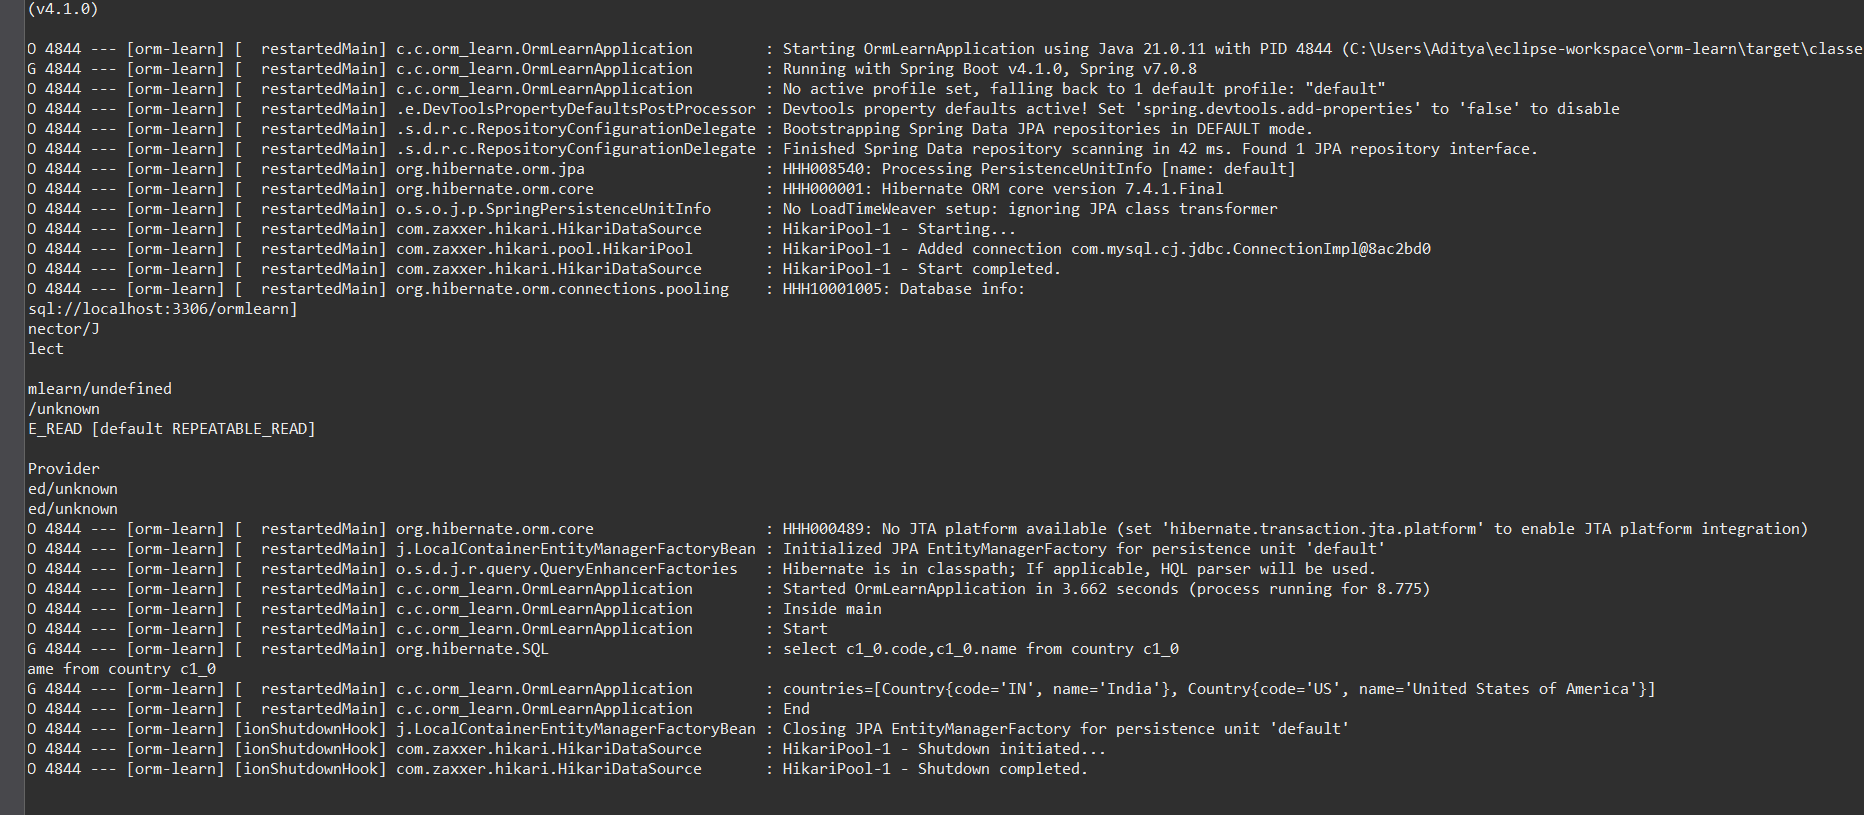 (v4.1.0)
O 4844 --- [orm-learn] [  restartedMain] c.c.orm_learn.OrmLearnApplication        : Starting OrmLearnApplication using Java 21.0.11 with PID 4844 (C:\Users\Aditya\eclipse-workspace\orm-learn\target\classe
G 4844 --- [orm-learn] [  restartedMain] c.c.orm_learn.OrmLearnApplication        : Running with Spring Boot v4.1.0, Spring v7.0.8
O 4844 --- [orm-learn] [  restartedMain] c.c.orm_learn.OrmLearnApplication        : No active profile set, falling back to 1 default profile: "default"
O 4844 --- [orm-learn] [  restartedMain] .e.DevToolsPropertyDefaultsPostProcessor : Devtools property defaults active! Set 'spring.devtools.add-properties' to 'false' to disable
O 4844 --- [orm-learn] [  restartedMain] .s.d.r.c.RepositoryConfigurationDelegate : Bootstrapping Spring Data JPA repositories in DEFAULT mode.
O 4844 --- [orm-learn] [  restartedMain] .s.d.r.c.RepositoryConfigurationDelegate : Finished Spring Data repository scanning in 42 ms. Found 1 JPA repository interface.
O 4844 --- [orm-learn] [  restartedMain] org.hibernate.orm.jpa                    : HHH008540: Processing PersistenceUnitInfo [name: default]
O 4844 --- [orm-learn] [  restartedMain] org.hibernate.orm.core                   : HHH000001: Hibernate ORM core version 7.4.1.Final
O 4844 --- [orm-learn] [  restartedMain] o.s.o.j.p.SpringPersistenceUnitInfo      : No LoadTimeWeaver setup: ignoring JPA class transformer
O 4844 --- [orm-learn] [  restartedMain] com.zaxxer.hikari.HikariDataSource       : HikariPool-1 - Starting...
O 4844 --- [orm-learn] [  restartedMain] com.zaxxer.hikari.pool.HikariPool        : HikariPool-1 - Added connection com.mysql.cj.jdbc.ConnectionImpl@8ac2bd0
O 4844 --- [orm-learn] [  restartedMain] com.zaxxer.hikari.HikariDataSource       : HikariPool-1 - Start completed.
O 4844 --- [orm-learn] [  restartedMain] org.hibernate.orm.connections.pooling    : HHH10001005: Database info:
sql://localhost:3306/ormlearn]
nector/J
lect
mlearn/undefined
/unknown
E_READ [default REPEATABLE_READ]
Provider
ed/unknown
ed/unknown
O 4844 --- [orm-learn] [  restartedMain] org.hibernate.orm.core                   : HHH000489: No JTA platform available (set 'hibernate.transaction.jta.platform' to enable JTA platform integration)
O 4844 --- [orm-learn] [  restartedMain] j.LocalContainerEntityManagerFactoryBean : Initialized JPA EntityManagerFactory for persistence unit 'default'
O 4844 --- [orm-learn] [  restartedMain] o.s.d.j.r.query.QueryEnhancerFactories   : Hibernate is in classpath; If applicable, HQL parser will be used.
O 4844 --- [orm-learn] [  restartedMain] c.c.orm_learn.OrmLearnApplication        : Started OrmLearnApplication in 3.662 seconds (process running for 8.775)
O 4844 --- [orm-learn] [  restartedMain] c.c.orm_learn.OrmLearnApplication        : Inside main
O 4844 --- [orm-learn] [  restartedMain] c.c.orm_learn.OrmLearnApplication        : Start
G 4844 --- [orm-learn] [  restartedMain] org.hibernate.SQL                        : select c1_0.code,c1_0.name from country c1_0
ame from country c1_0
G 4844 --- [orm-learn] [  restartedMain] c.c.orm_learn.OrmLearnApplication        : countries=[Country{code='IN', name='India'}, Country{code='US', name='United States of America'}]
O 4844 --- [orm-learn] [  restartedMain] c.c.orm_learn.OrmLearnApplication        : End
O 4844 --- [orm-learn] [ionShutdownHook] j.LocalContainerEntityManagerFactoryBean : Closing JPA EntityManagerFactory for persistence unit 'default'
O 4844 --- [orm-learn] [ionShutdownHook] com.zaxxer.hikari.HikariDataSource       : HikariPool-1 - Shutdown initiated...
O 4844 --- [orm-learn] [ionShutdownHook] com.zaxxer.hikari.HikariDataSource       : HikariPool-1 - Shutdown completed.